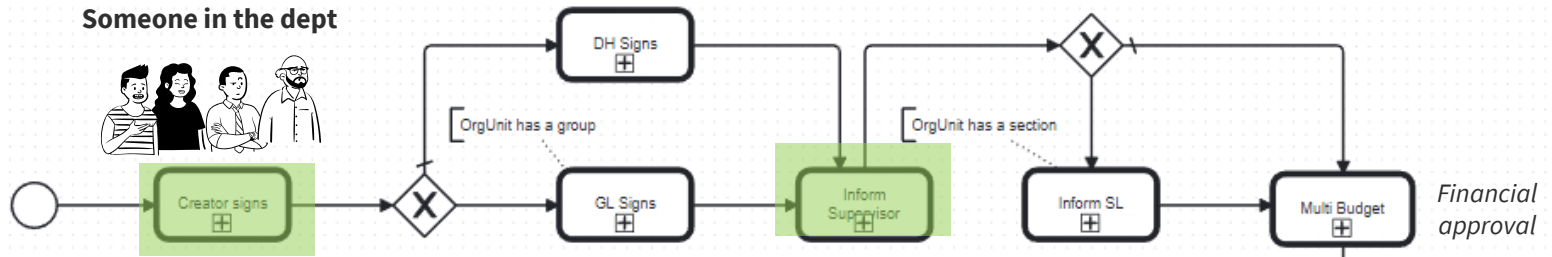 Someone in the dept
DH Signs
OrgUnit has a group
OrgUnit has a section
Creator signs
GL Signs
Inform
Supervisor
Inform SL
Multi Budget
Financial
approval